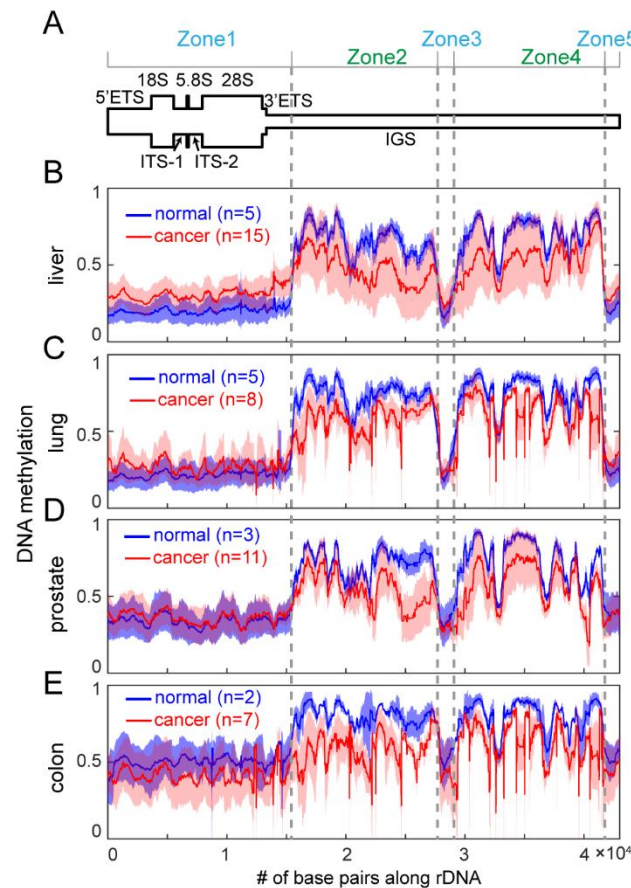 A
Zone1 Zone2 Zone3 Zone4 Zone5
18S 5.8S 28S
5'ETS 3'ETS
IGS
ITS-1 ITS-2
B
1
normal (n=5)
cancer (n=15)
0.5
liver
0
C
1
normal (n=5)
cancer (n=8)
0.5
lung
0
DNA methylation
D
1
normal (n=3)
cancer (n=11)
0.5
prostate
0
E
1
normal (n=2)
cancer (n=7)
0.5
colon
0
0 1 2 3 4 ×10⁴
# of base pairs along rDNA